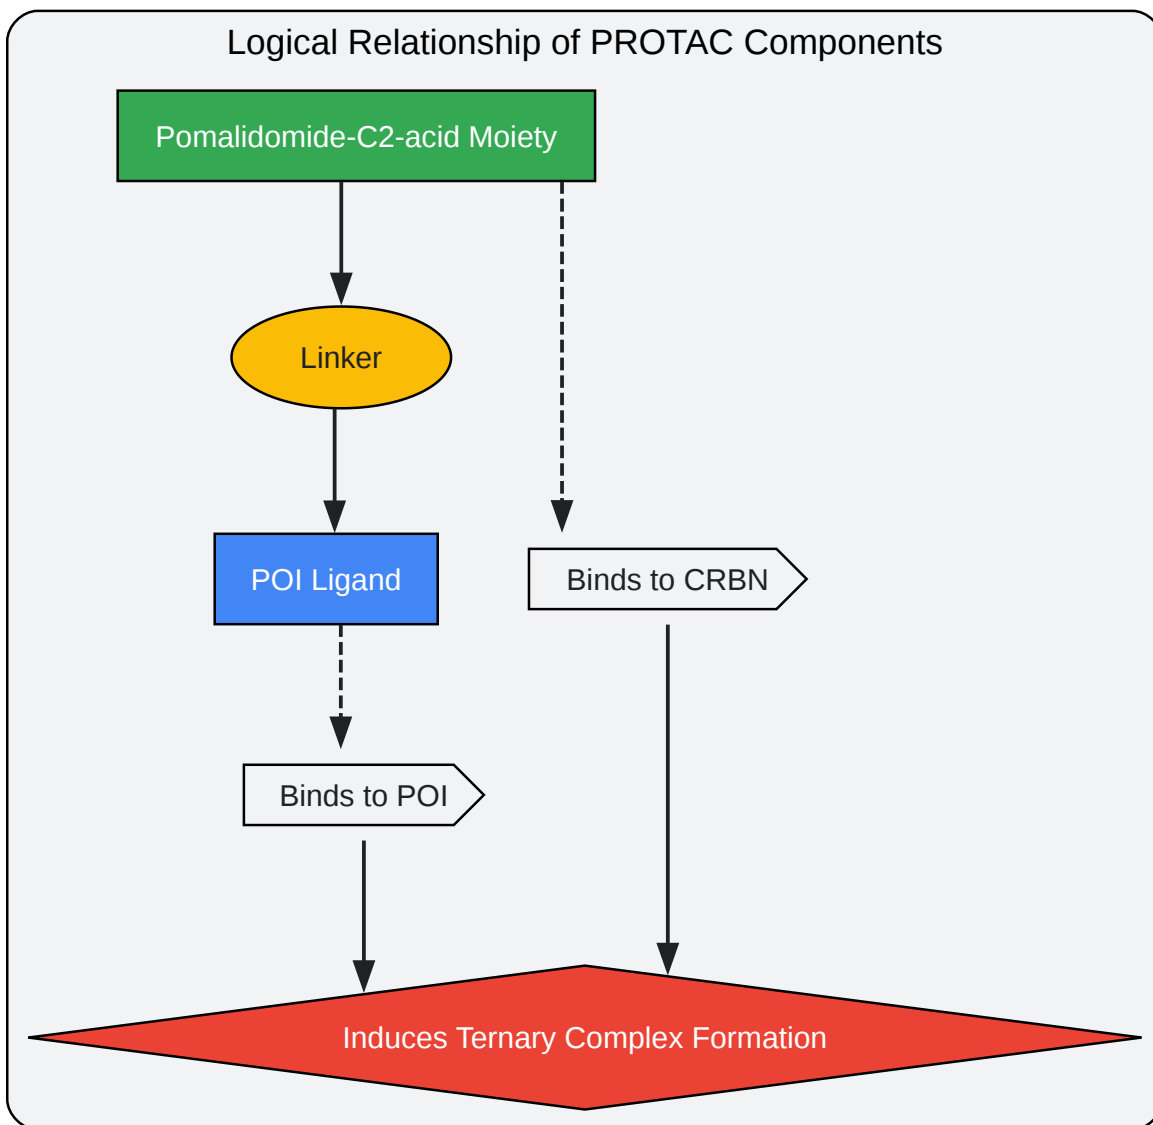 Logical Relationship of PROTAC Components
Pomalidomide-C2-acid Moiety
Linker
POI Ligand
Binds to CRBN
Binds to POI
Induces Ternary Complex Formation